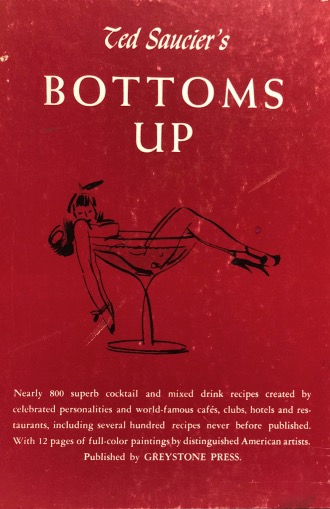 Ted Saucier's
BOTTOMS
UP
Nearly 800 superb cocktail and mixed drink recipes created by
celebrated personalities and world-famous cafés, clubs, hotels and res-
taurants, including several hundred recipes never before published.
With 12 pages of full-color paintings by distinguished American artists.
Published by GREYSTONE PRESS.